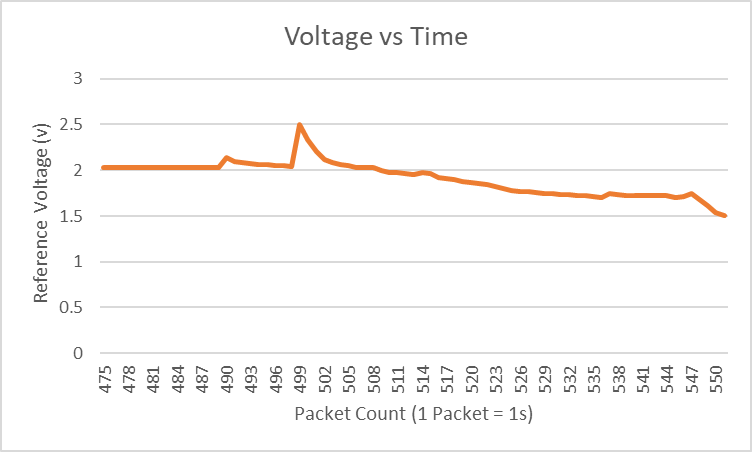 Voltage vs Time
3
2.5
2
1.5
1
0.5
0
Reference Voltage (v)
475 478 481 484 487 490 493 496 499 502 505 508 511 514 517 520 523 526 529 532 535 538 541 544 547 550
Packet Count (1 Packet = 1s)